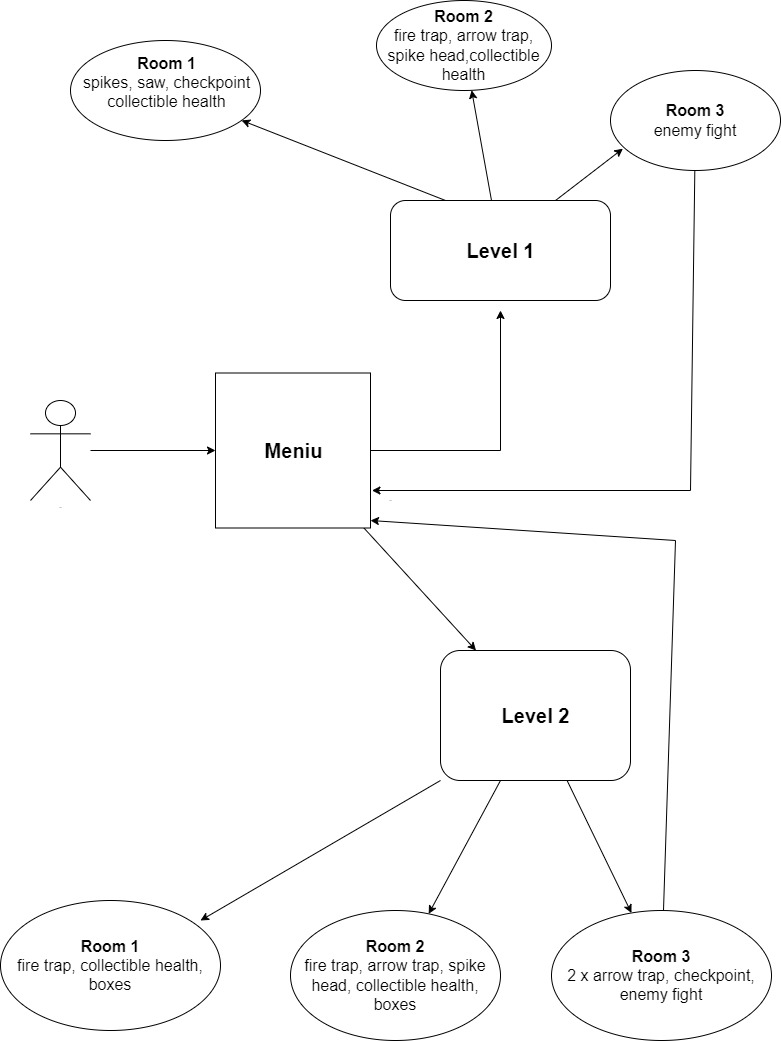 Room 2
fire trap, arrow trap,
spike head,collectible
health
Room 1
spikes, saw, checkpoint
collectible health
Room 3
enemy fight
Level 1
Meniu
Level 2
Room 1
fire trap, collectible health,
boxes
Room 2
fire trap, arrow trap, spike
head, collectible health,
boxes
Room 3
2 x arrow trap, checkpoint,
enemy fight